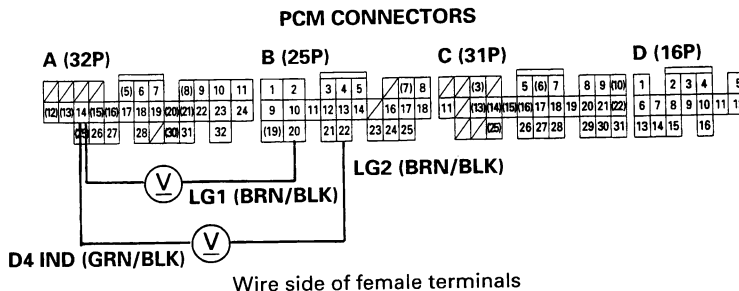 PCM CONNECTORS
A (32P) B (25P) C (31P) D (16P)
(5) 6 7 (8) 9 10 11 1 2 3 4 5 (7) 8 (3) 5 (6) 7 8 9 (10) 1 2 3 4 5
(12) (13) 14 (15) (16) 17 18 19 (20) (21) 22 23 24 9 10 11 12 13 14 16 17 18 11 (13) (14) (15) (16) 17 18 19 20 21 (22) 6 7 8 9 10 11
26 27 28 (30) 31 32 (19) 20 21 22 23 24 25 (25) 26 27 28 29 30 31 13 14 15 16
V
LG1 (BRN/BLK)
LG2 (BRN/BLK)
V
D4 IND (GRN/BLK)
Wire side of female terminals